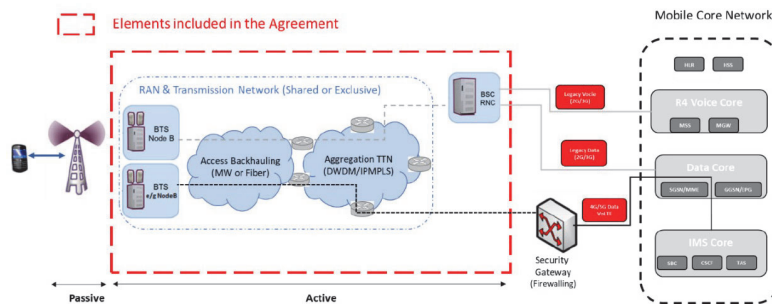 Elements included in the Agreement
Mobile Core Network
HLR
HSS
RAN & Transmission Network (Shared or Exclusive)
BSC
RNC
Legacy Voice
(2G/3G)
R4 Voice Core
MSS
MGW
BTS
Node B
Access Backhauling
(MW or Fiber)
Aggregation TTN
(DWDM/IPMPLS)
Legacy Data
(2G/3G)
Data Core
SGSN/MME
GGSN/EPG
BTS
e/g NodeB
4G/5G Data
Security
Gateway
(Firewalling)
IMS Core
SBC
CSCF
TAS
Passive
Active